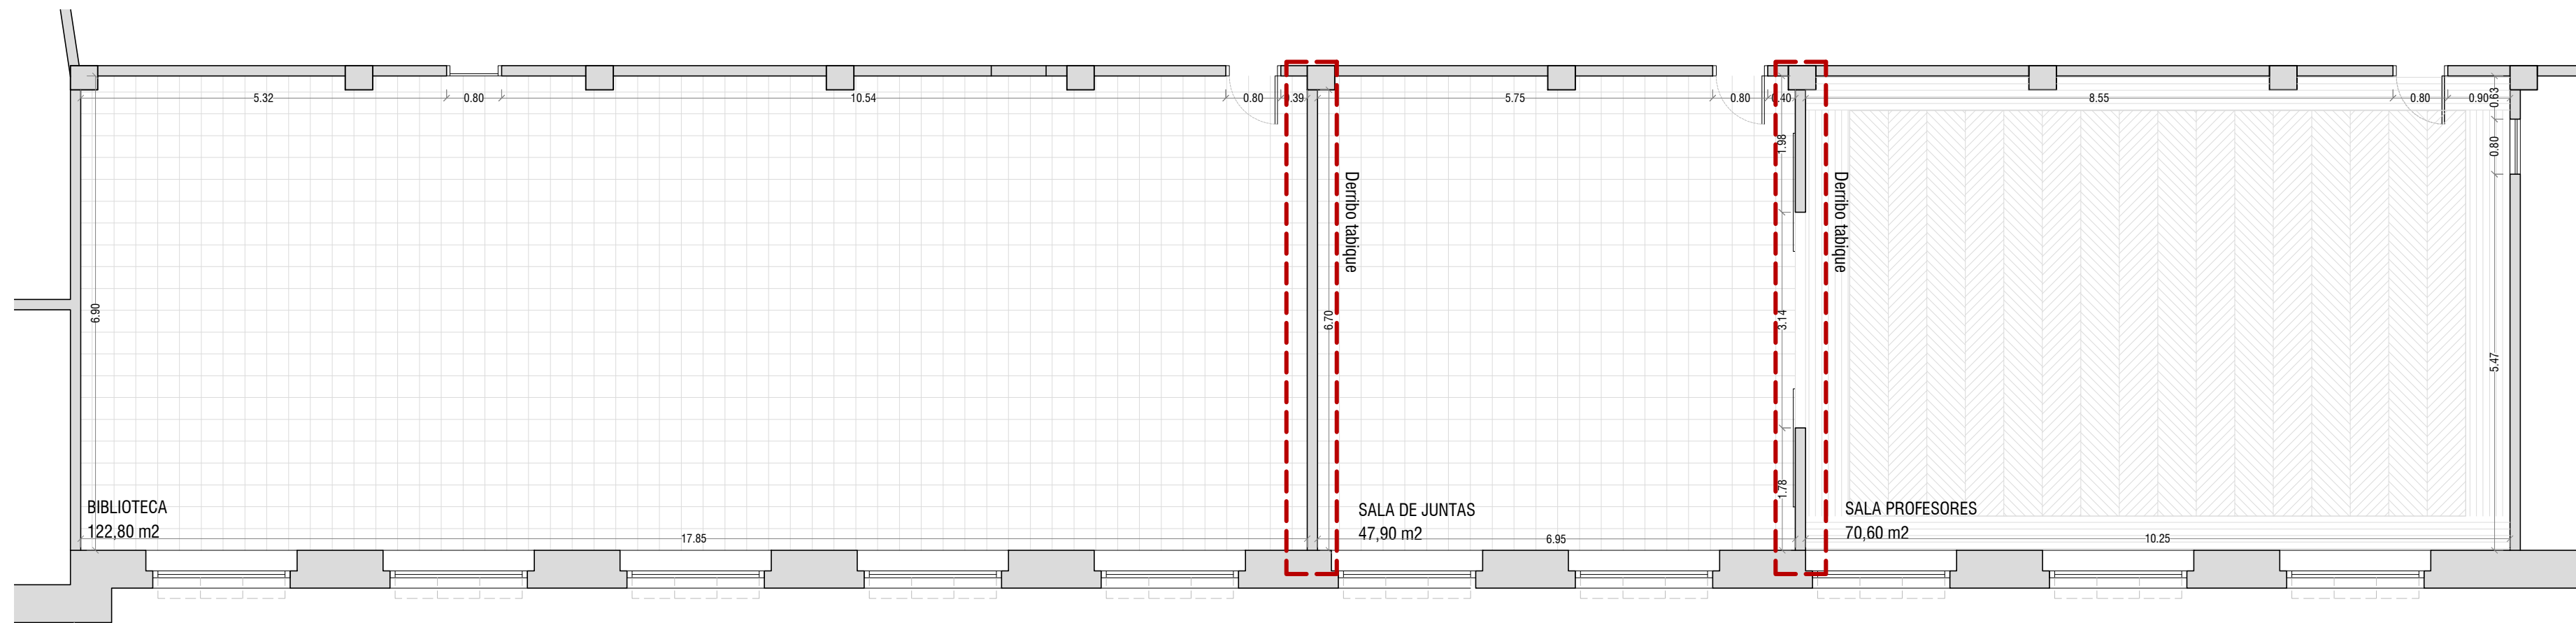 5.32
0.80
10.54
0.80
.39
5.75
0.80
0.40
8.55
0.80
0.90
0.63
0.80
1.98
Derribo tabique
Derribo tabique
6.90
6.70
3.14
5.47
1.78
BIBLIOTECA
122,80 m2
SALA DE JUNTAS
47,90 m2
SALA PROFESORES
70,60 m2
17.85
6.95
10.25